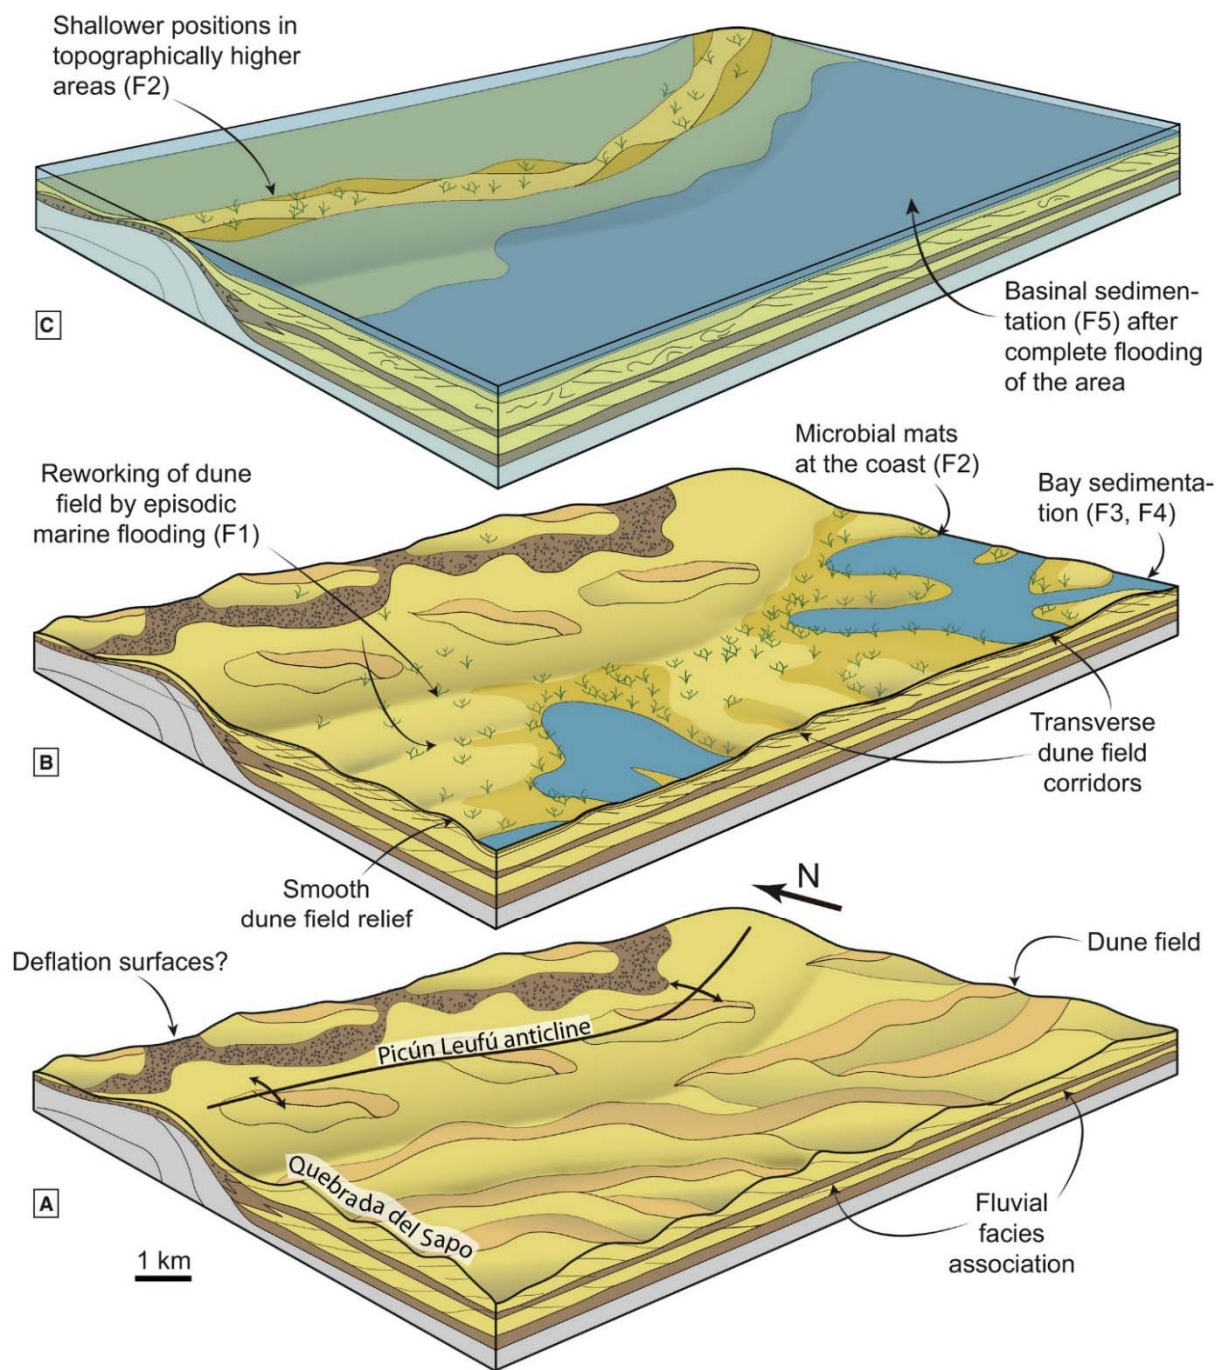 Shallower positions in
topographically higher
areas (F2)
Basinal sedimen-
tation (F5) after
complete flooding
of the area
C
Microbial mats
at the coast (F2)
Reworking of dune
field by episodic
marine flooding (F1)
Bay sedimenta-
tion (F3, F4)
Transverse
dune field
corridors
B
Smooth
dune field relief
N
Deflation surfaces?
Dune field
Picún Leufú anticline
Quebrada del Sapo
A
Fluvial
facies
association
1 km